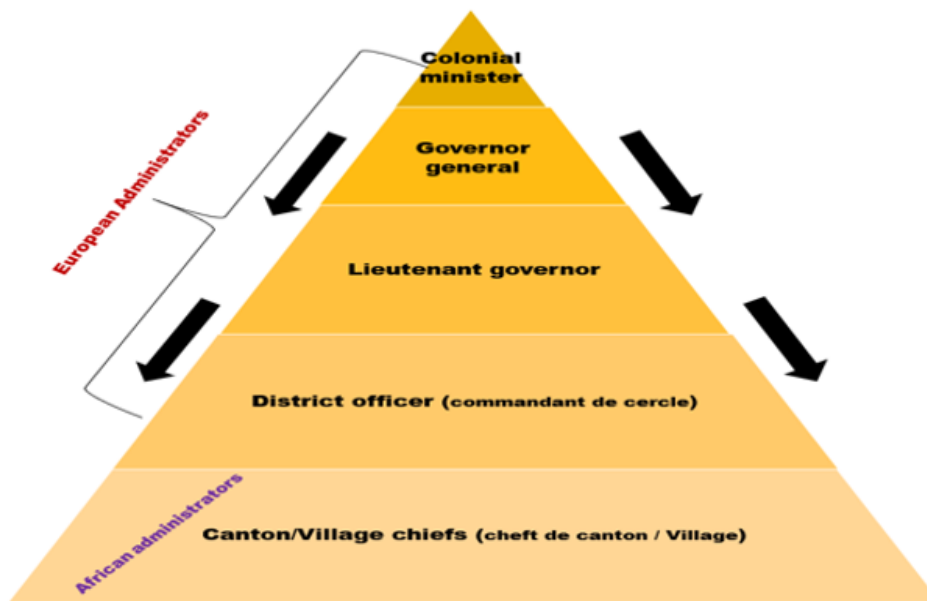 Colonial
minister
European Administrators
Governor
general
Lieutenant governor
District officer (commandant de cercle)
African administrators
Canton/Village chiefs (cheft de canton / Village)